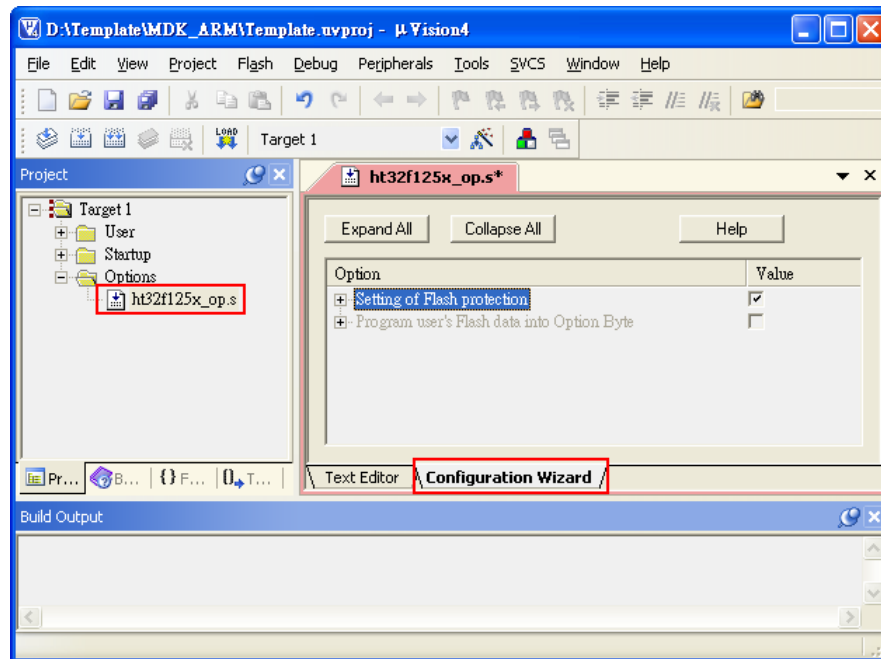 D:\Template\MDK_ARM\Template.uvproj - µVision4
File Edit View Project Flash Debug Peripherals Tools SVCS Window Help
LOAD Target 1
Project
ht32f125x_op.s*
Target 1
User
Startup
Options
ht32f125x_op.s
Expand All Collapse All Help
Option Value
Setting of Flash protection
Program user's Flash data into Option Byte
Pr... B... {} F... 0 T...
Text Editor Configuration Wizard
Build Output